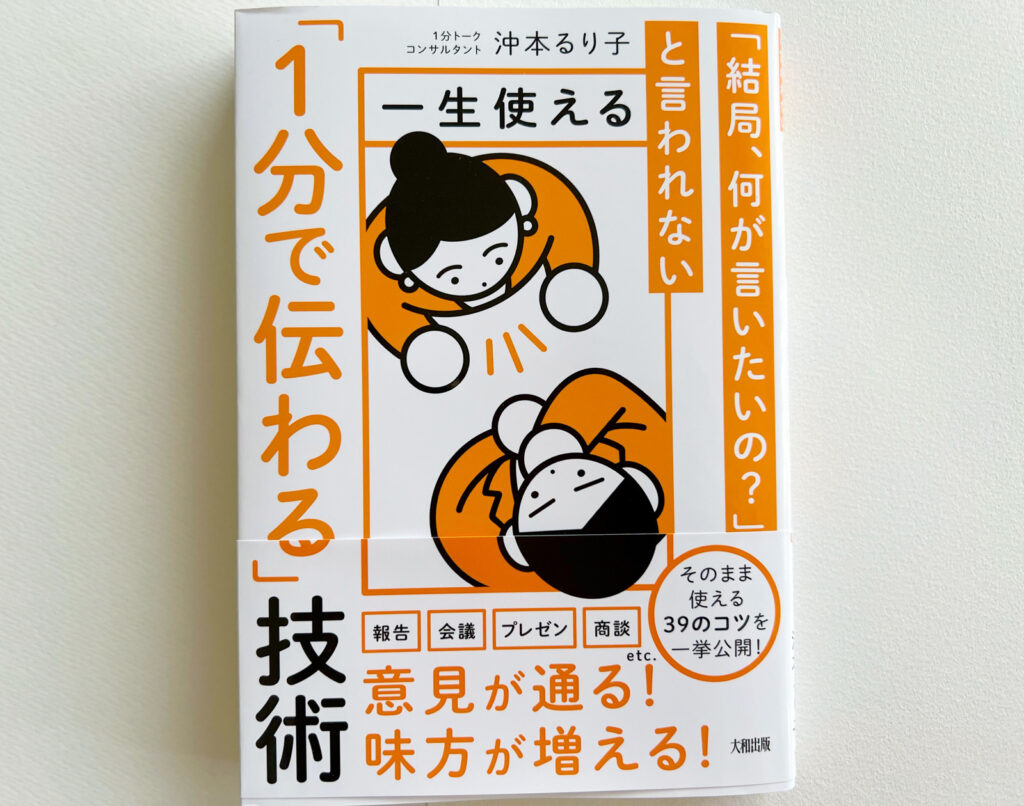 「結局、何が言いたいの？」
と言われない
1分トーク
コンサルタント 沖本るり子
一生使える
「1分で伝わる」技術
そのまま
使える
39のコツを
一挙公開！
報告 会議 プレゼン 商談
etc.
意見が通る！
味方が増える！
大和出版